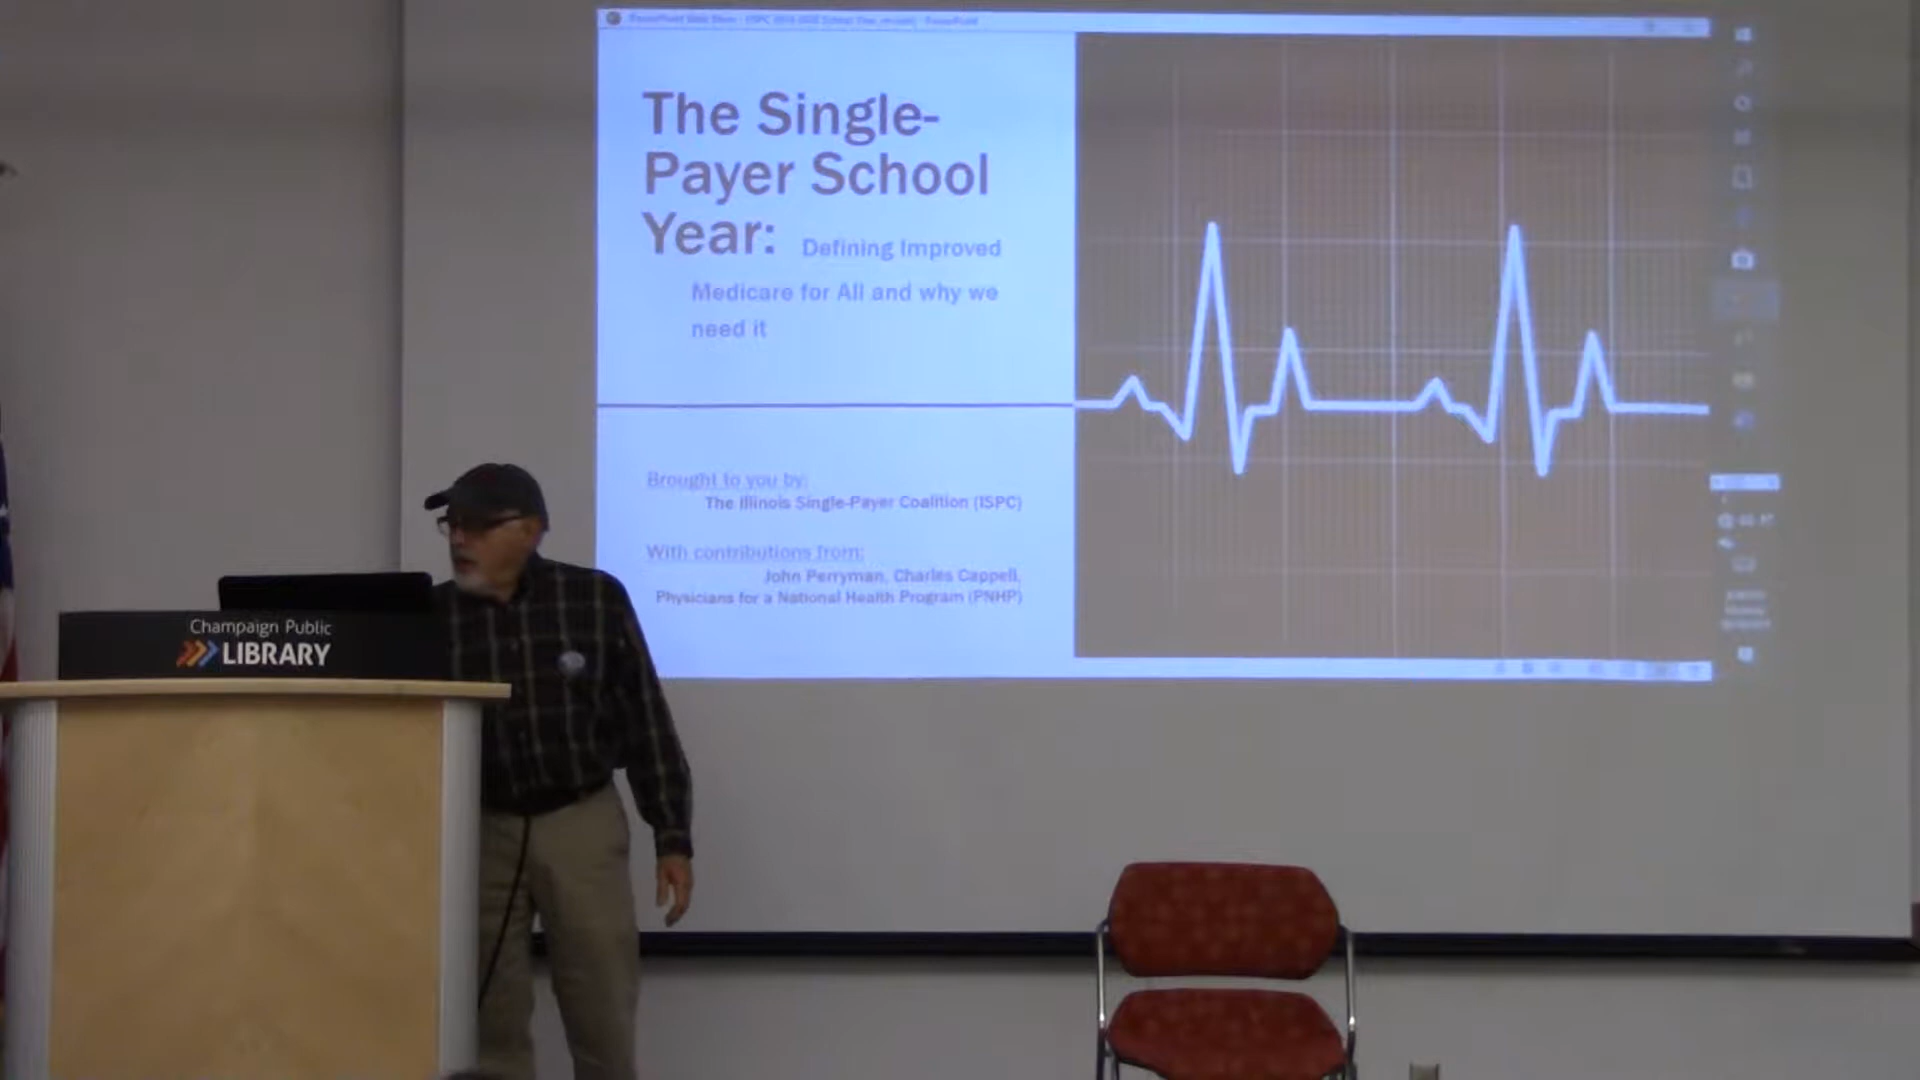 The Single-
Payer School
Year: Defining Improved
Medicare for All and why we
need it
Brought to you by:
The Illinois Single-Payer Coalition (ISPC)
With contributions from:
John Perryman, Charles Cappell,
Physicians for a National Health Program (PNHP)
Champaign Public
LIBRARY